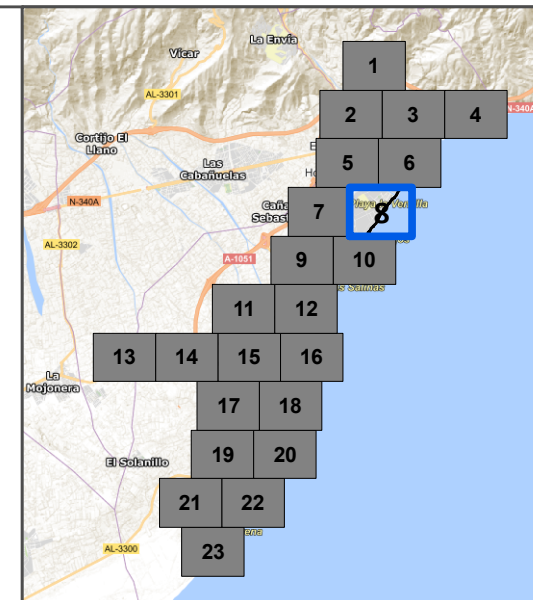 La Envía
Vícar
1
AL-3301
2 3 4
N-340A
Cortijo El
Llano
Las
Cabañuelas
5 6
N-340A
7
8
AL-3302
A-1051
9 10
s Salinas
11 12
13 14 15 16
La
Mojonera
17 18
El Solanillo
19 20
21 22
ena
AL-3300
23